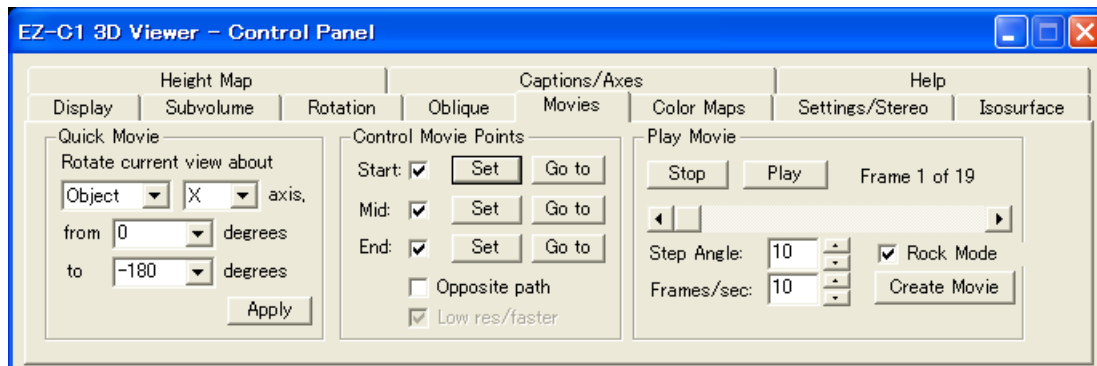 EZ-C1 3D Viewer - Control Panel
Height Map Captions/Axes Help
Display Subvolume Rotation Oblique Movies Color Maps Settings/Stereo Isosurface
Quick Movie
Rotate current view about
Object X axis,
from 0 degrees
to -180 degrees
Apply
Control Movie Points
Start: Set Go to
Mid: Set Go to
End: Set Go to
Opposite path
Low res/faster
Play Movie
Stop Play Frame 1 of 19
Step Angle: 10 Rock Mode
Frames/sec: 10 Create Movie